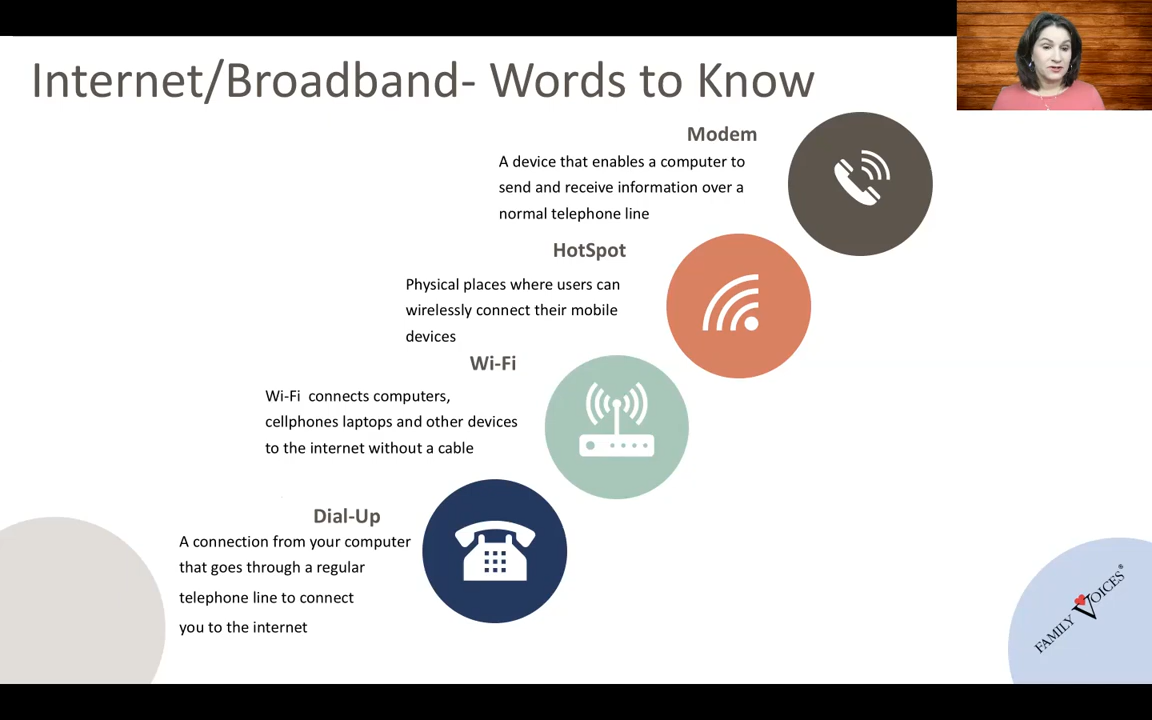 Internet/Broadband- Words to Know
Modem
A device that enables a computer to
send and receive information over a
normal telephone line
HotSpot
Physical places where users can
wirelessly connect their mobile
devices
Wi-Fi
Wi-Fi connects computers,
cellphones laptops and other devices
to the internet without a cable
Dial-Up
A connection from your computer
that goes through a regular
telephone line to connect
you to the internet
FAMILY VOICES®